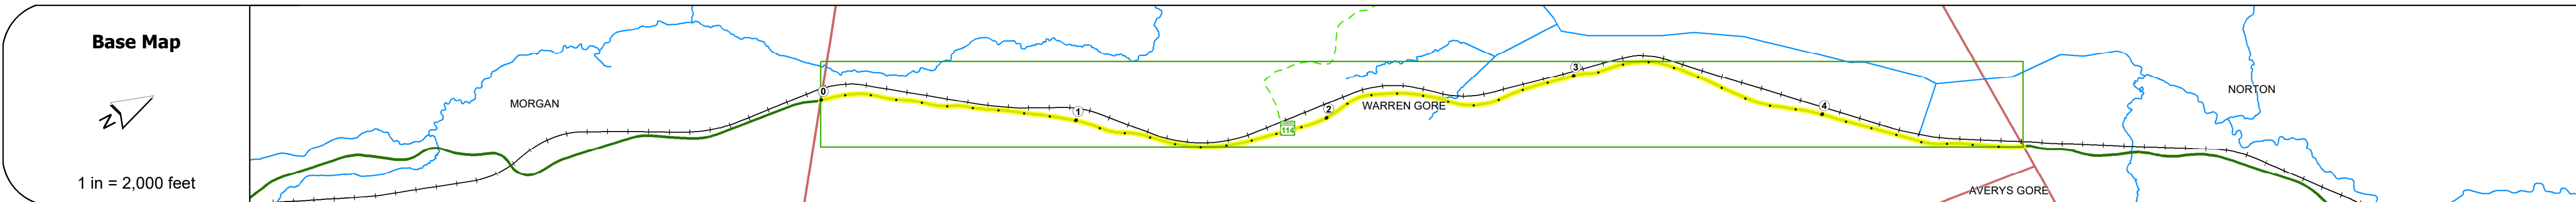 Base Map
N
1 in = 2,000 feet
MORGAN
0
1
114
2
WARREN GORE
3
4
AVERYS GORE
NORTON